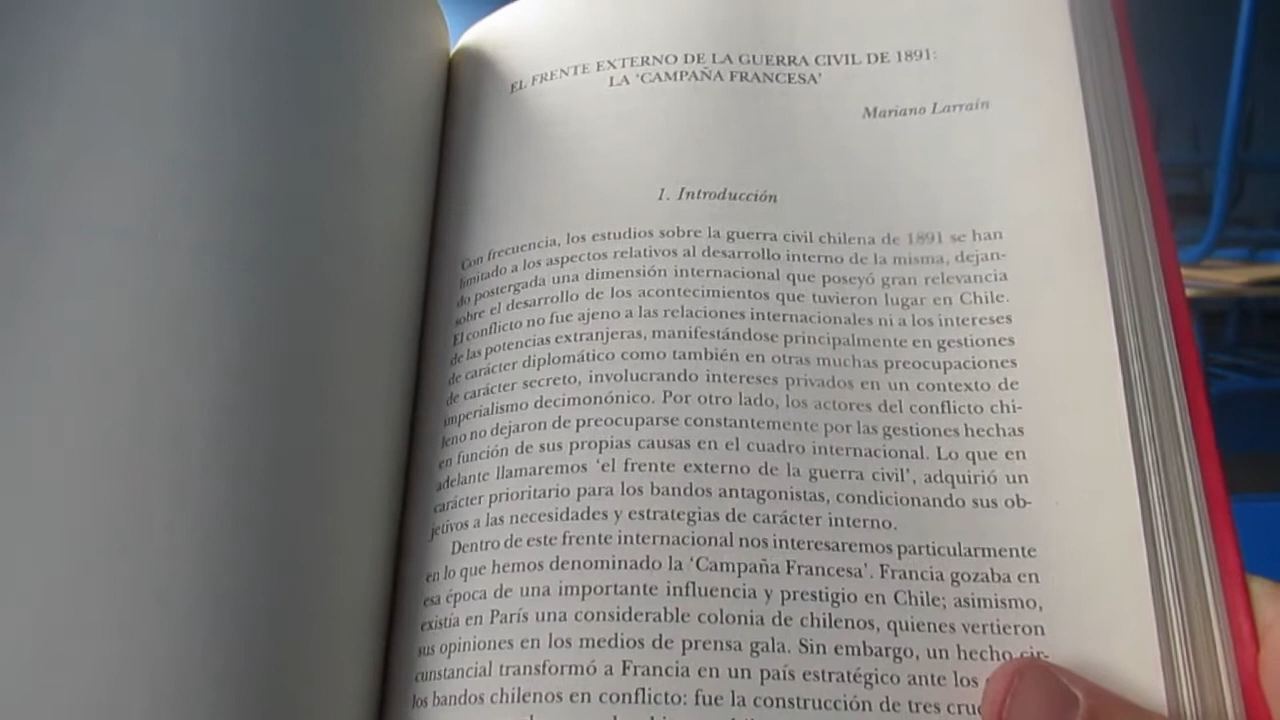 EL FRENTE EXTERNO DE LA GUERRA CIVIL DE 1891:
LA 'CAMPAÑA FRANCESA'
Mariano Larraín
1. Introducción
Con frecuencia, los estudios sobre la guerra civil chilena de 1891 se han
limitado a los aspectos relativos al desarrollo interno de la misma, dejan-
do postergada una dimensión internacional que poseyó gran relevancia
sobre el desarrollo de los acontecimientos que tuvieron lugar en Chile.
El conflicto no fue ajeno a las relaciones internacionales ni a los intereses
de las potencias extranjeras, manifestándose principalmente en gestiones
de carácter diplomático como también en otras muchas preocupaciones
de carácter secreto, involucrando intereses privados en un contexto de
imperialismo decimonónico. Por otro lado, los actores del conflicto chi-
leno no dejaron de preocuparse constantemente por las gestiones hechas
en función de sus propias causas en el cuadro internacional. Lo que en
adelante llamaremos 'el frente externo de la guerra civil', adquirió un
carácter prioritario para los bandos antagonistas, condicionando sus ob-
jetivos a las necesidades y estrategias de carácter interno.
Dentro de este frente internacional nos interesaremos particularmente
en lo que hemos denominado la 'Campaña Francesa'. Francia gozaba en
esa época de una importante influencia y prestigio en Chile; asimismo,
existía en París una considerable colonia de chilenos, quienes vertieron
sus opiniones en los medios de prensa gala. Sin embargo, un hecho cir-
cunstancial transformó a Francia en un país estratégico ante los
los bandos chilenos en conflicto: fue la construcción de tres